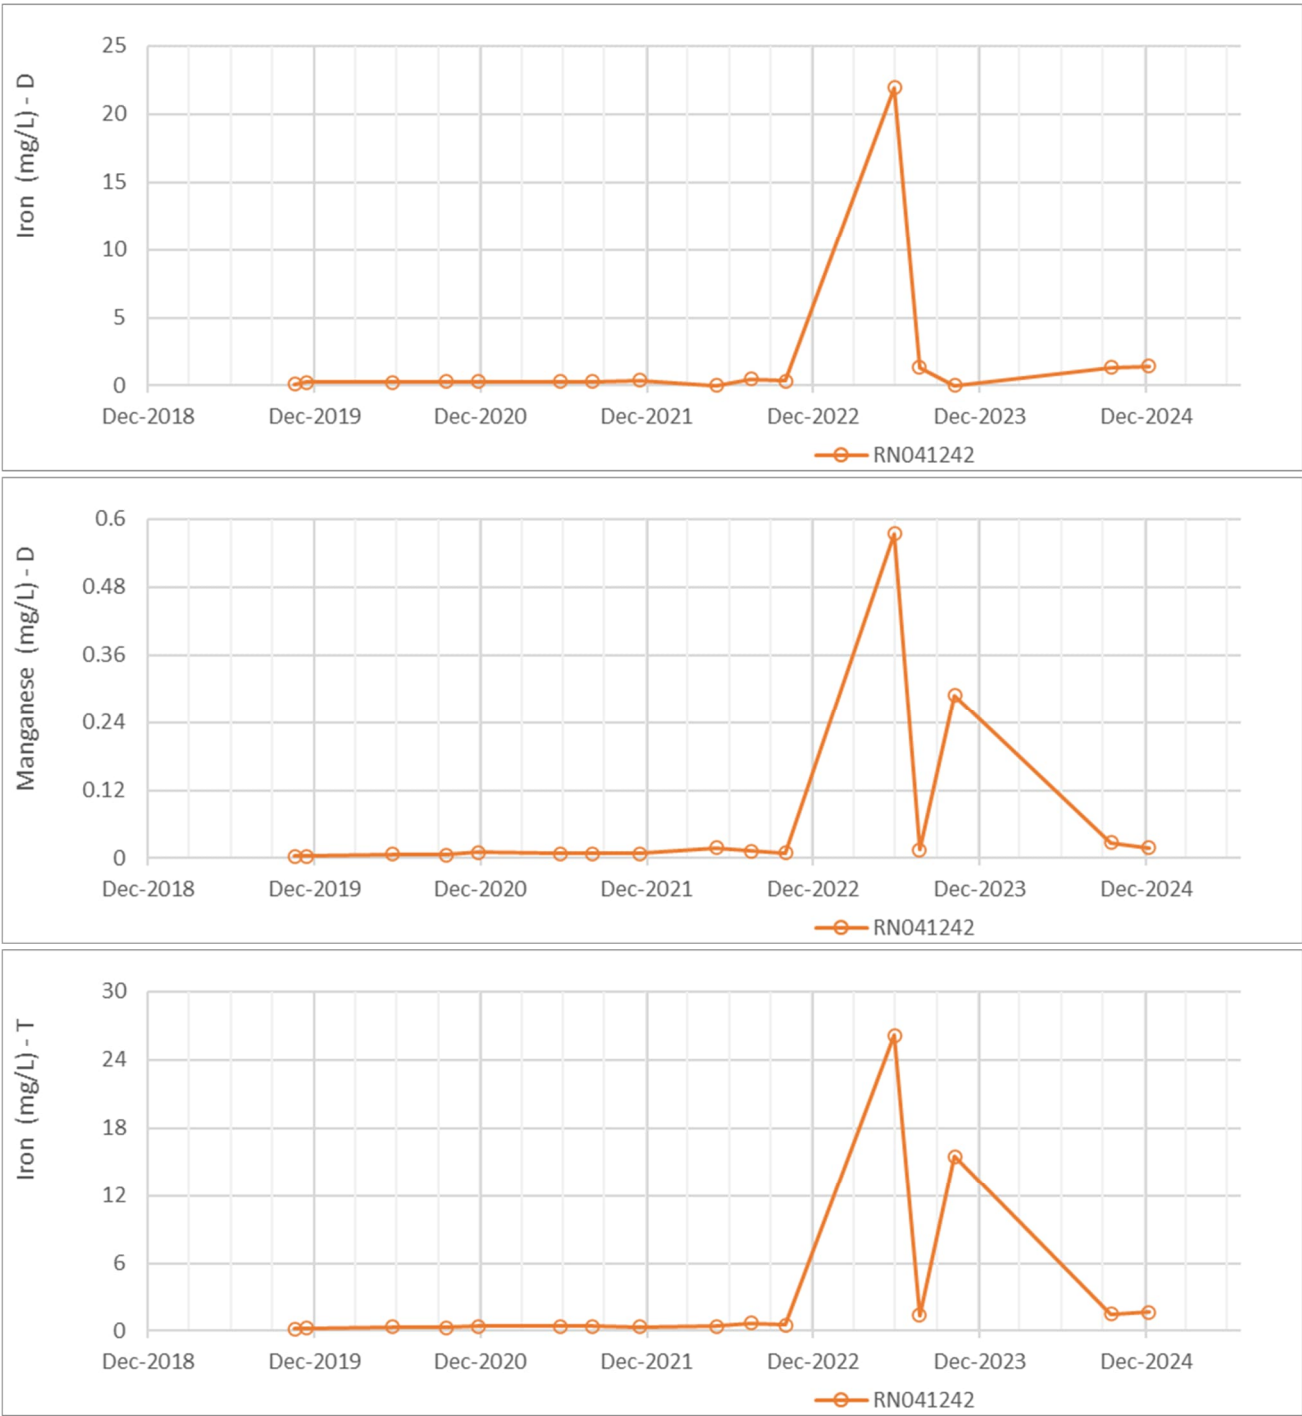 Iron (mg/L) - D
25
20
15
10
5
0
Dec-2018 Dec-2019 Dec-2020 Dec-2021 Dec-2022 Dec-2023 Dec-2024
RN041242
Manganese (mg/L) - D
0.6
0.48
0.36
0.24
0.12
0
Dec-2018 Dec-2019 Dec-2020 Dec-2021 Dec-2022 Dec-2023 Dec-2024
RN041242
Iron (mg/L) - T
30
24
18
12
6
0
Dec-2018 Dec-2019 Dec-2020 Dec-2021 Dec-2022 Dec-2023 Dec-2024
RN041242